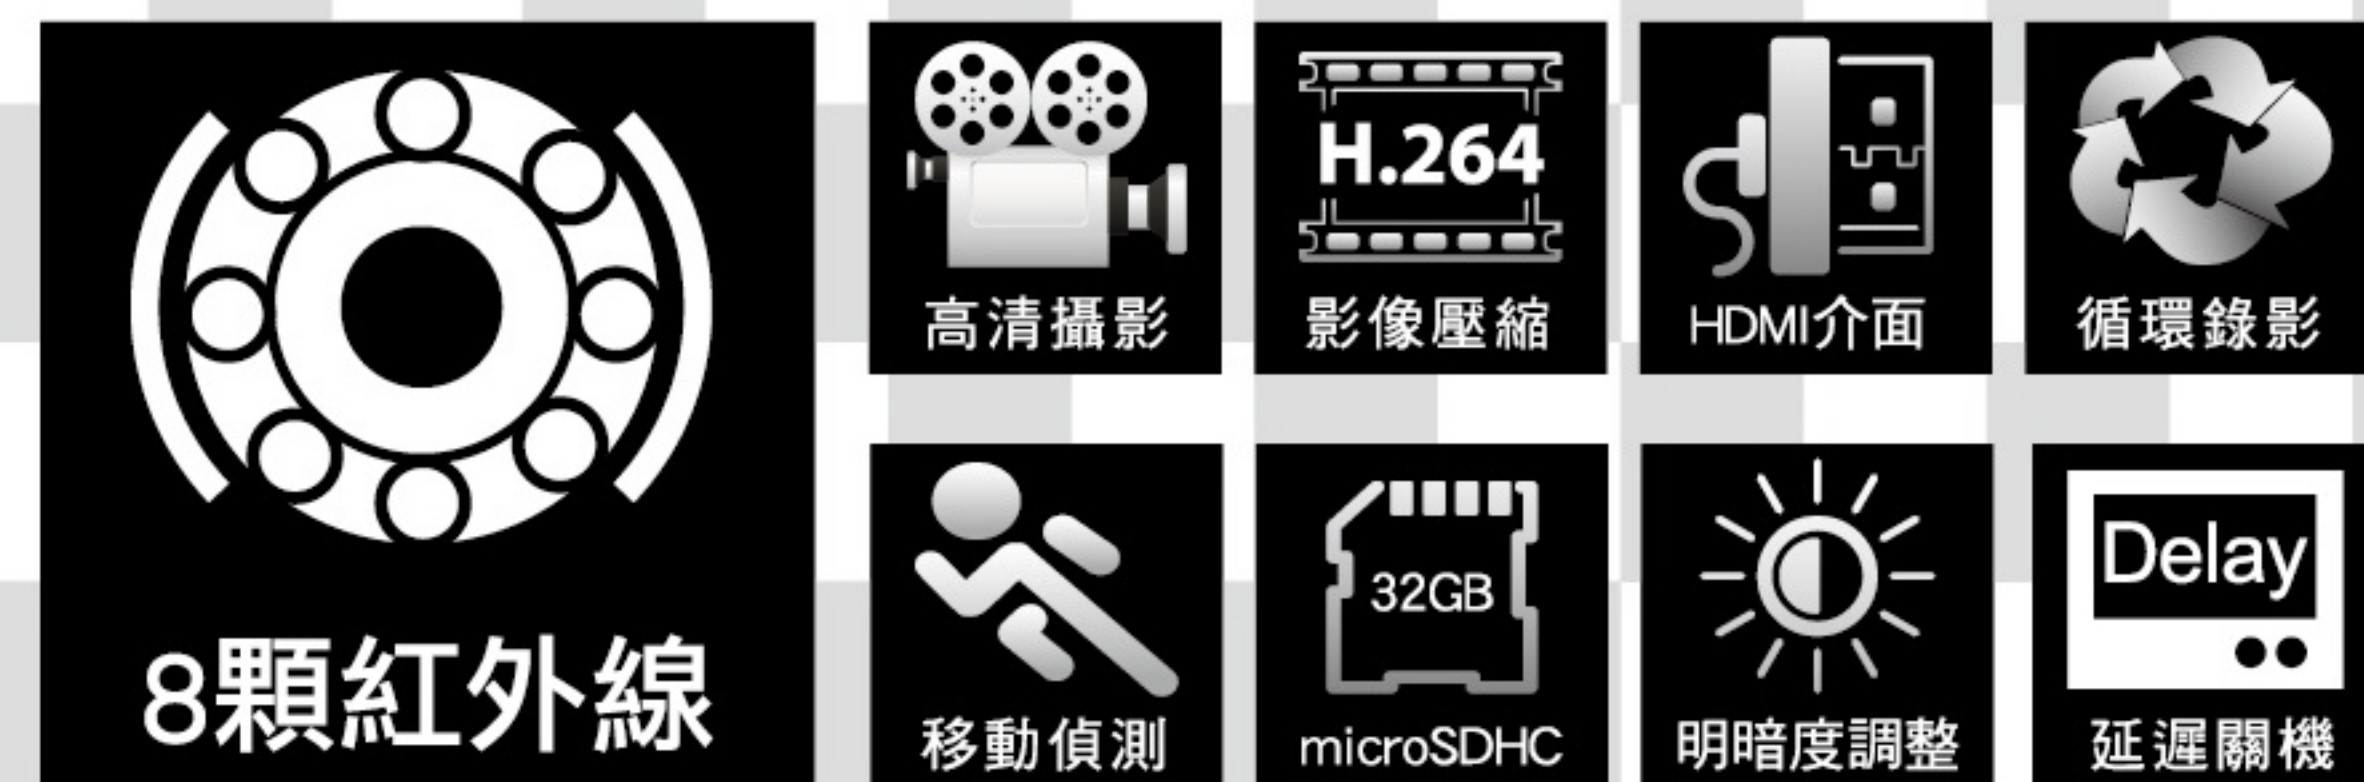 8顆紅外線
高清攝影
H.264
影像壓縮
HDMI介面
循環錄影
移動偵測
32GB
microSDHC
明暗度調整
Delay
延遲關機